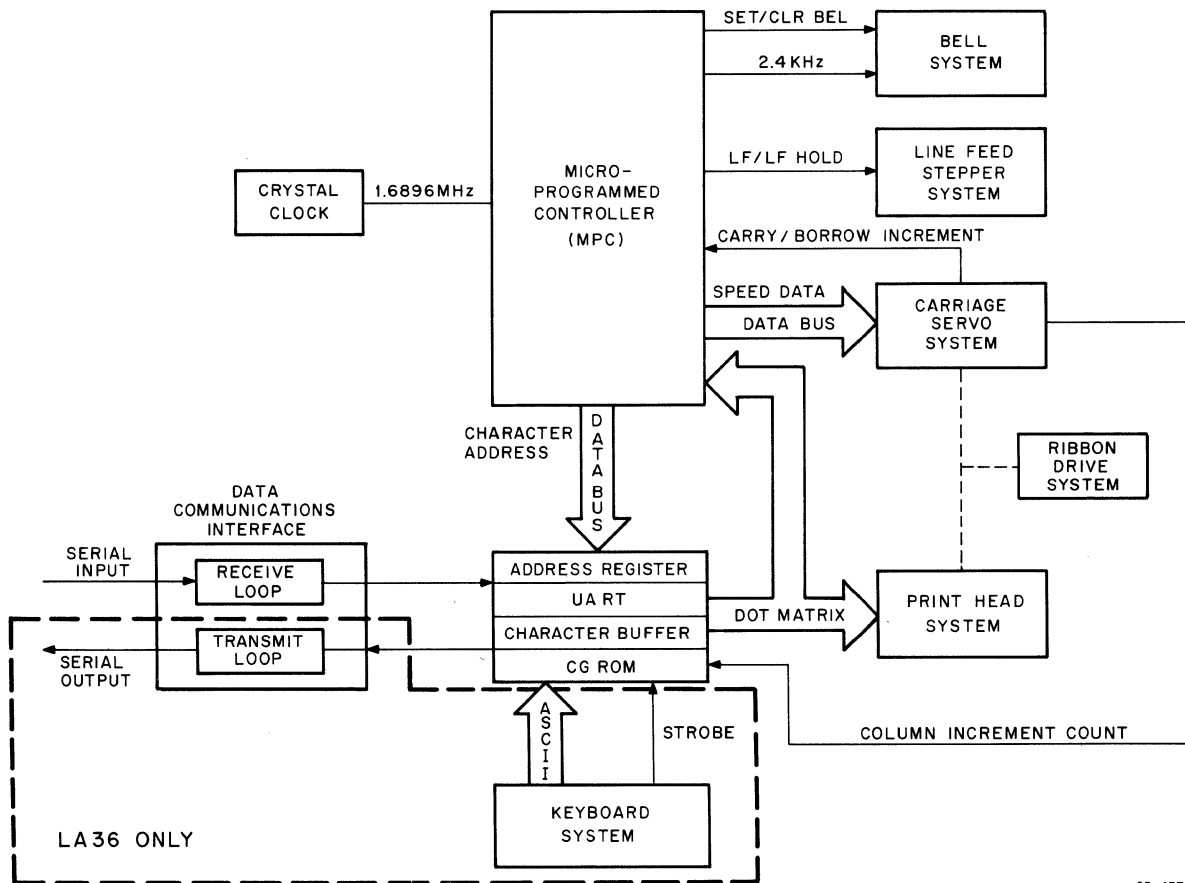 SET/CLR BEL
2.4 KHz
BELL
SYSTEM
LF/LF HOLD
LINE FEED
STEPPER
SYSTEM
CRYSTAL
CLOCK
1.6896MHz
MICRO-
PROGRAMMED
CONTROLLER
(MPC)
CARRY/BORROW INCREMENT
SPEED DATA
DATA BUS
CARRIAGE
SERVO
SYSTEM
CHARACTER
ADDRESS
DATA BUS
RIBBON
DRIVE
SYSTEM
DATA
COMMUNICATIONS
INTERFACE
SERIAL
INPUT
RECEIVE
LOOP
ADDRESS REGISTER
UART
CHARACTER BUFFER
CG ROM
DOT MATRIX
PRINT HEAD
SYSTEM
TRANSMIT
LOOP
SERIAL
OUTPUT
ASCII
STROBE
COLUMN INCREMENT COUNT
KEYBOARD
SYSTEM
LA36 ONLY